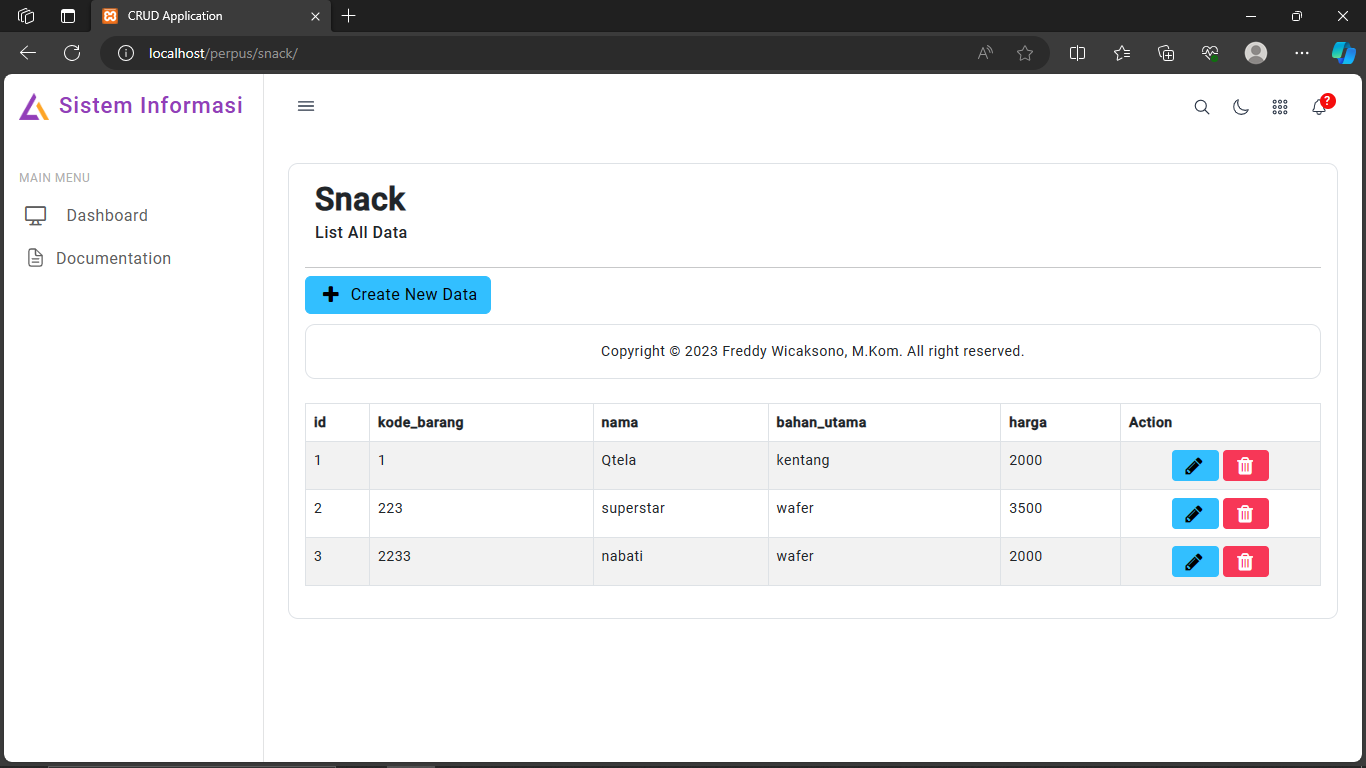 CRUD Application
localhost/perpus/snack/
Sistem Informasi
?
MAIN MENU
Dashboard
Documentation
Snack
List All Data
Create New Data
Copyright © 2023 Freddy Wicaksono, M.Kom. All right reserved.
id kode_barang nama bahan_utama harga Action
1 1 Qtela kentang 2000
2 223 superstar wafer 3500
3 2233 nabati wafer 2000